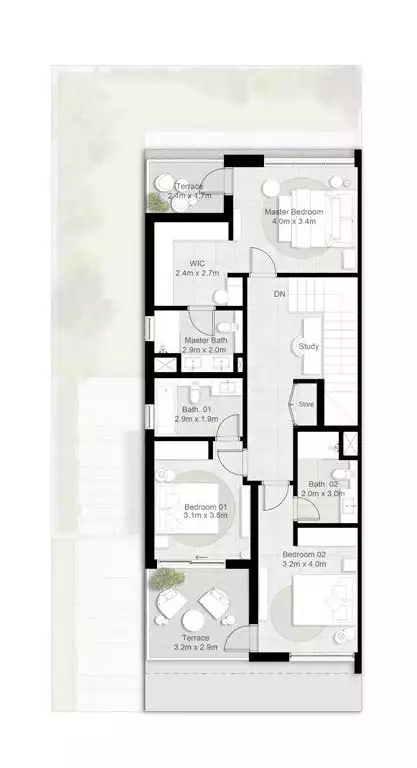 Terrace
2.4m x 1.7m
Master Bedroom
4.0m x 3.4m
WIC
2.4m x 2.7m
DN
Master Bath
2.9m x 2.0m
Study
Bath. 01
2.9m x 1.9m
Store
Bath. 02
2.0m x 3.0m
Bedroom 01
3.1m x 3.8m
Bedroom 02
3.2m x 4.0m
Terrace
3.2m x 2.9m